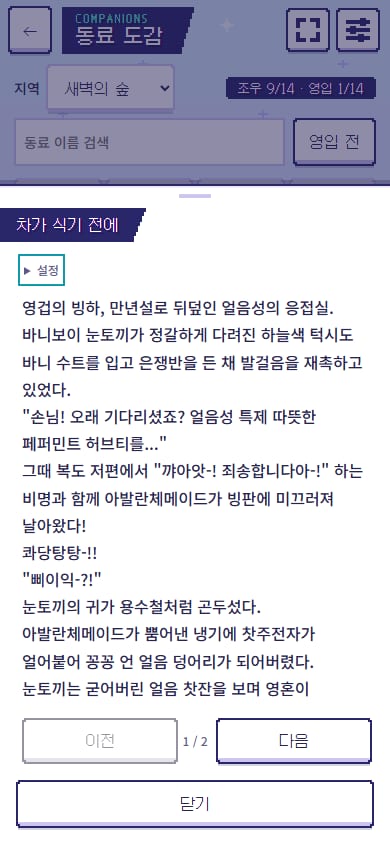 ←
COMPANIONS
동료 도감
지역
새벽의 숲
조우 9/14 · 영입 1/14
동료 이름 검색
영입 전
차가 식기 전에
▶ 설정
영겁의 빙하, 만년설로 뒤덮인 얼음성의 응접실.
바니보이 눈토끼가 정갈하게 다려진 하늘색 턱시도
바니 수트를 입고 은쟁반을 든 채 발걸음을 재촉하고
있었다.
"손님! 오래 기다리셨죠? 얼음성 특제 따뜻한
페퍼민트 허브티를..."
그때 복도 저편에서 "꺄아앗-! 죄송합니다아-!" 하는
비명과 함께 아발란체메이드가 빙판에 미끄러져
날아왔다!
콰당탕탕-!!
"삐이익-?!"
눈토끼의 귀가 용수철처럼 곤두섰다.
아발란체메이드가 뿜어낸 냉기에 찻주전자가
얼어붙어 꽁꽁 언 얼음 덩어리가 되어버렸다.
눈토끼는 굳어버린 얼음 찻잔을 보며 영혼이
이전
1 / 2
다음
닫기